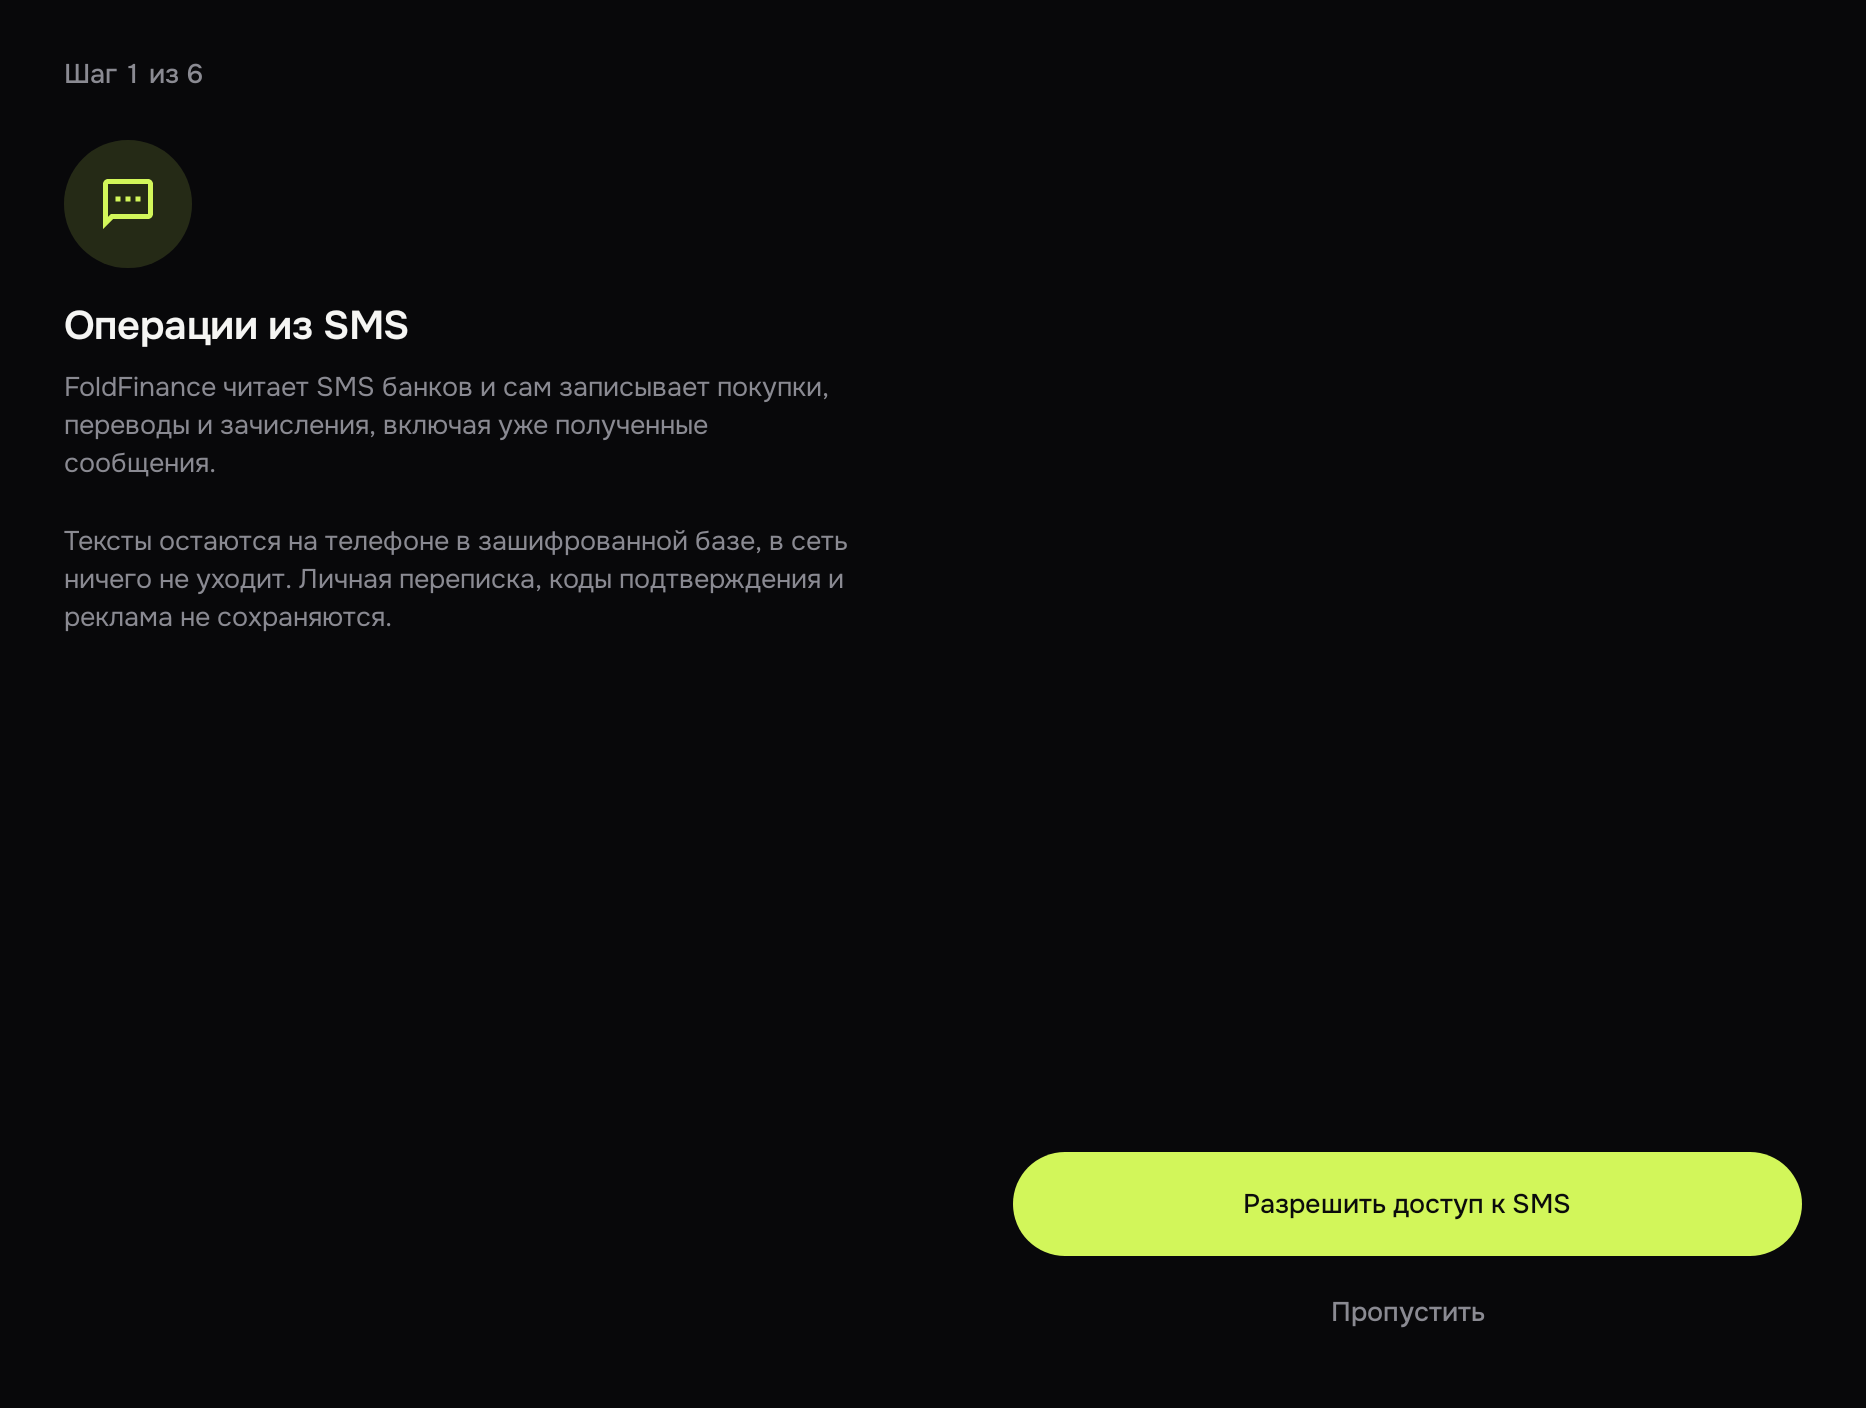 Шаг 1 из 6
Операции из SMS
FoldFinance читает SMS банков и сам записывает покупки,
переводы и зачисления, включая уже полученные
сообщения.
Тексты остаются на телефоне в зашифрованной базе, в сеть
ничего не уходит. Личная переписка, коды подтверждения и
реклама не сохраняются.
Разрешить доступ к SMS
Пропустить